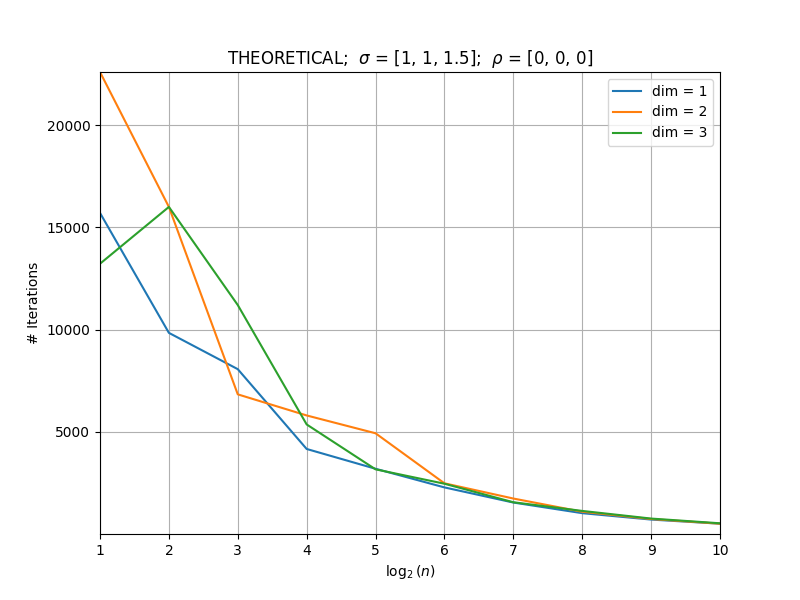 THEORETICAL;  σ = [1, 1, 1.5];  ρ = [0, 0, 0]
dim = 1
dim = 2
dim = 3
20000
15000
10000
5000
# Iterations
1 2 3 4 5 6 7 8 9 10
log₂(n)